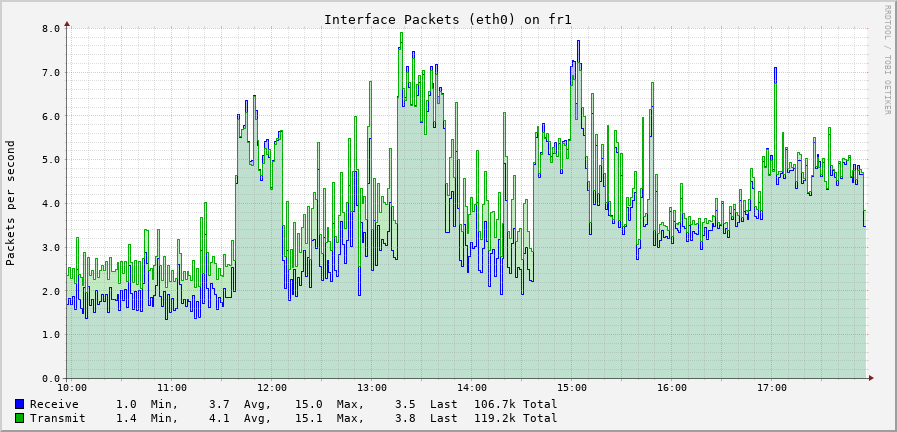 Interface Packets (eth0) on fr1
RRDTOOL / TOBI OETIKER
Packets per second
8.0
7.0
6.0
5.0
4.0
3.0
2.0
1.0
0.0
10:00 11:00 12:00 13:00 14:00 15:00 16:00 17:00
Receive 1.0 Min, 3.7 Avg, 15.0 Max, 3.5 Last 106.7k Total
Transmit 1.4 Min, 4.1 Avg, 15.1 Max, 3.8 Last 119.2k Total